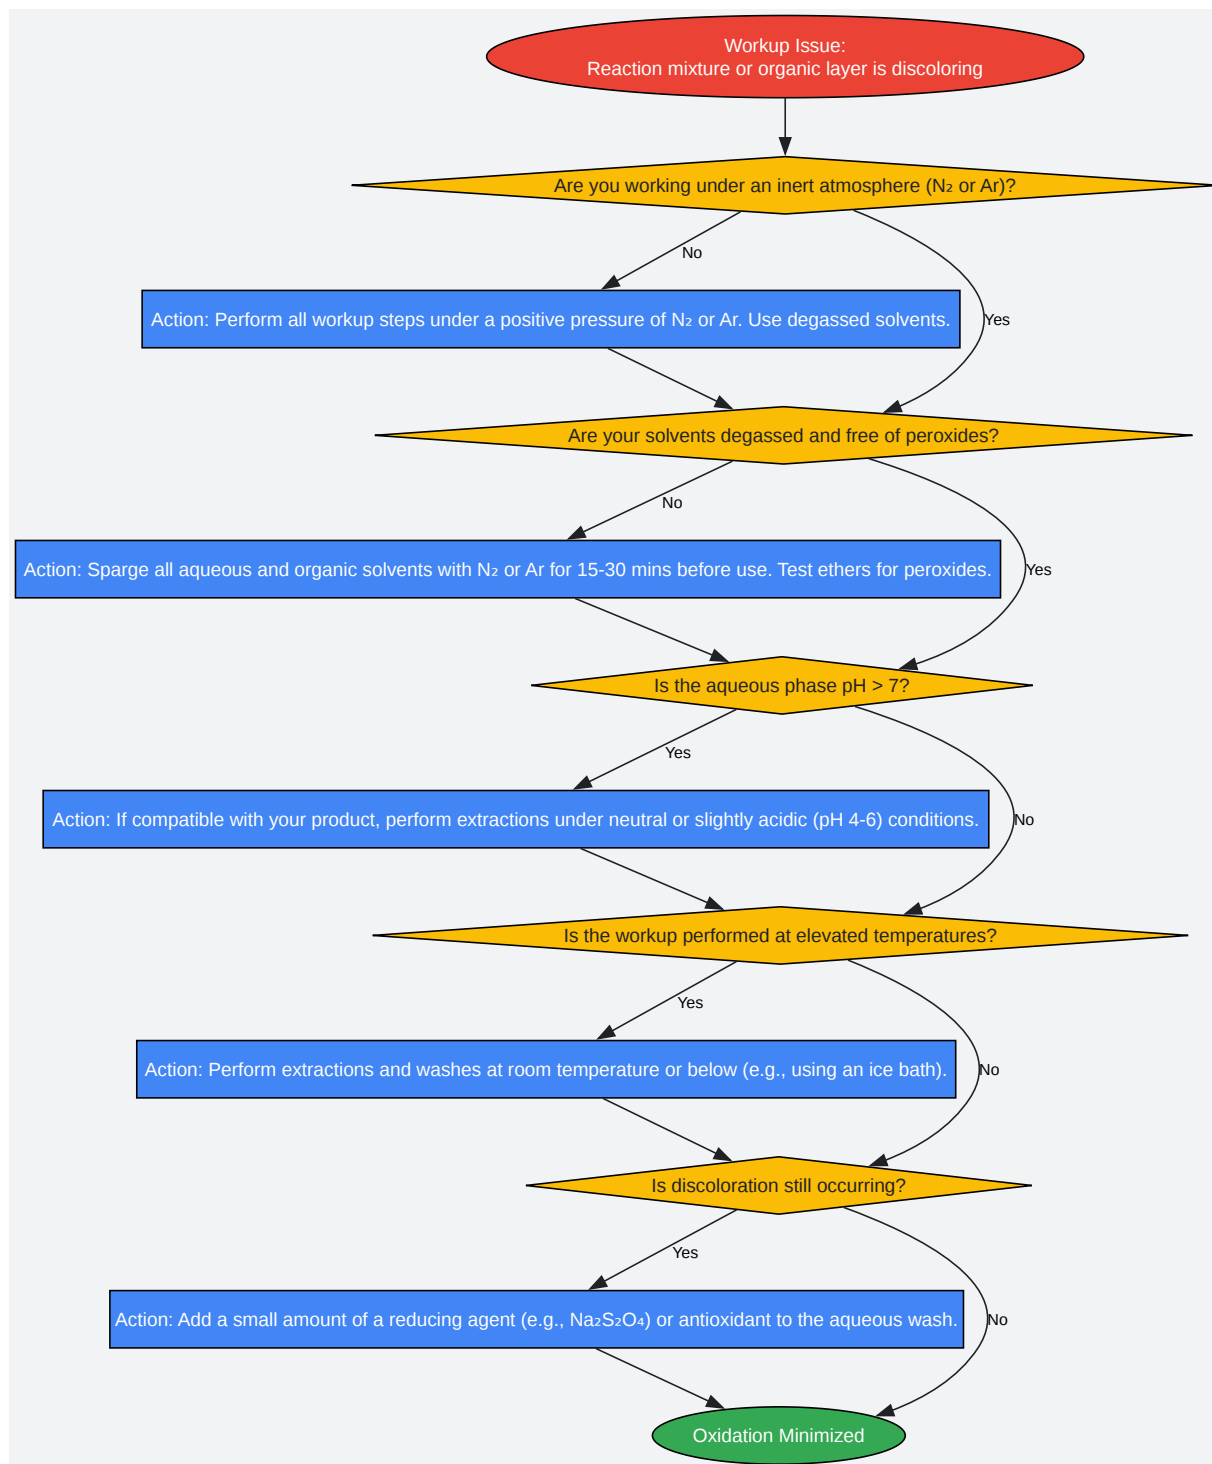 Workup Issue:
Reaction mixture or organic layer is discoloring
Are you working under an inert atmosphere (N₂ or Ar)?
No
Action: Perform all workup steps under a positive pressure of N₂ or Ar. Use degassed solvents.
Yes
Are your solvents degassed and free of peroxides?
No
Action: Sparge all aqueous and organic solvents with N₂ or Ar for 15-30 mins before use. Test ethers for peroxides.
Yes
Is the aqueous phase pH > 7?
Yes
Action: If compatible with your product, perform extractions under neutral or slightly acidic (pH 4-6) conditions.
No
Is the workup performed at elevated temperatures?
Yes
Action: Perform extractions and washes at room temperature or below (e.g., using an ice bath).
No
Is discoloration still occurring?
Yes
Action: Add a small amount of a reducing agent (e.g., Na₂S₂O₄) or antioxidant to the aqueous wash.
No
Oxidation Minimized